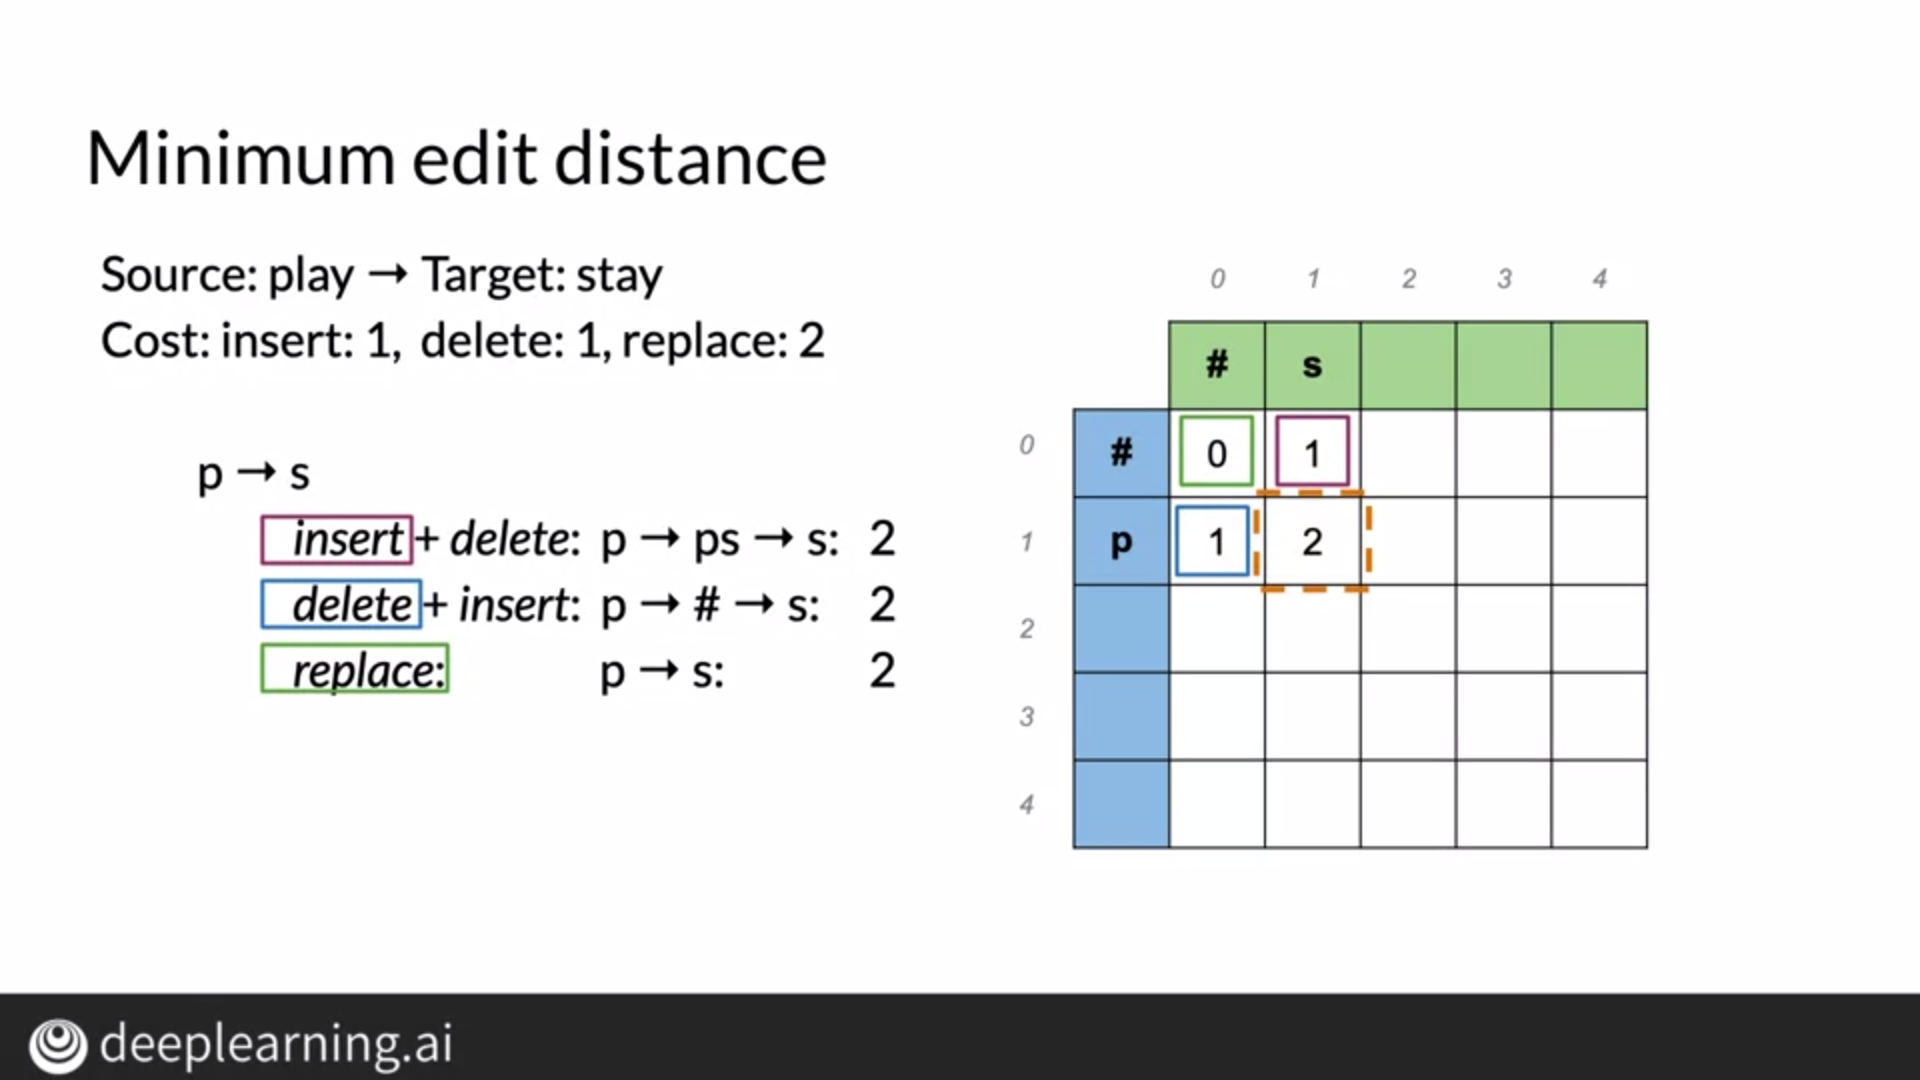 Minimum edit distance
Source: play → Target: stay
Cost: insert: 1, delete: 1, replace: 2
p → s
insert + delete: p → ps → s: 2
delete + insert: p → # → s: 2
replace: p → s: 2
0 1 2 3 4
# s
0 # 0 1
1 p 1 2
2
3
4
deeplearning.ai